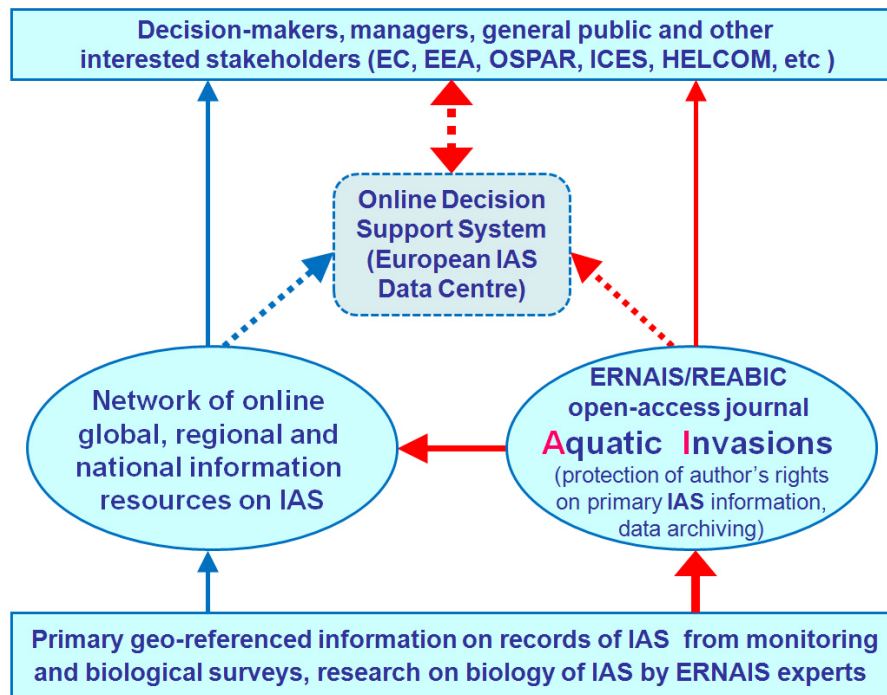 Decision-makers, managers, general public and other
interested stakeholders (EC, EEA, OSPAR, ICES, HELCOM, etc )
Online Decision
Support System
(European IAS
Data Centre)
Network of online
global, regional and
national information
resources on IAS
ERNAIS/REABIC
open-access journal
Aquatic Invasions
(protection of author's rights
on primary IAS information,
data archiving)
Primary geo-referenced information on records of IAS from monitoring
and biological surveys, research on biology of IAS by ERNAIS experts